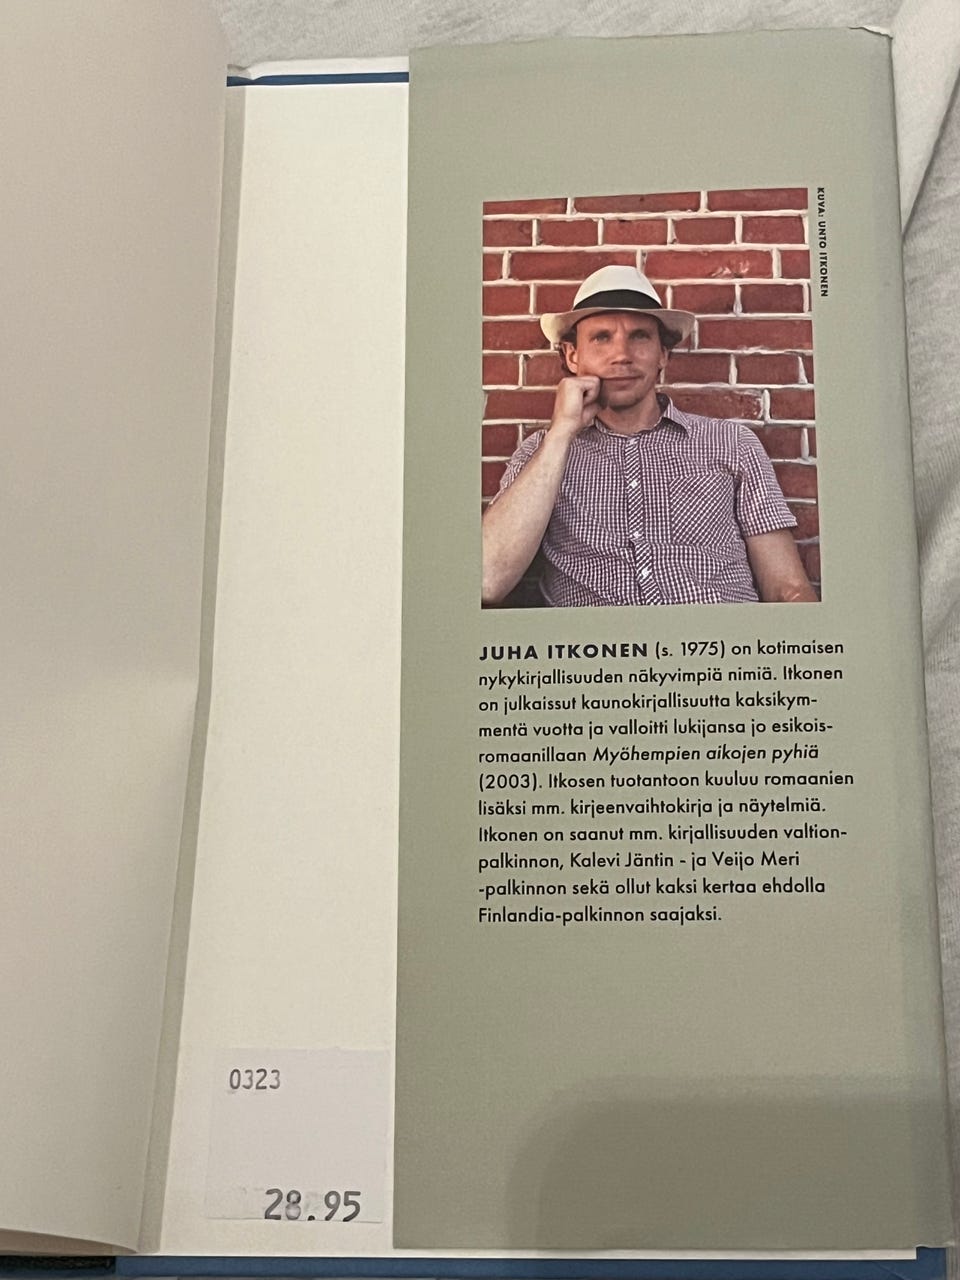 KUVA: UNTO ITKONEN
JUHA ITKONEN (s. 1975) on kotimaisen
nykykirjallisuuden näkyvimpiä nimiä. Itkonen
on julkaissut kaunokirjallisuutta kaksikym-
mentä vuotta ja valloitti lukijansa jo esikois-
romaanillaan Myöhempien aikojen pyhiä
(2003). Itkosen tuotantoon kuuluu romaanien
lisäksi mm. kirjeenvaihtokirja ja näytelmiä.
Itkonen on saanut mm. kirjallisuuden valtion-
palkinnon, Kalevi Jäntin - ja Veijo Meri
-palkinnon sekä ollut kaksi kertaa ehdolla
Finlandia-palkinnon saajaksi.
0323
28.95